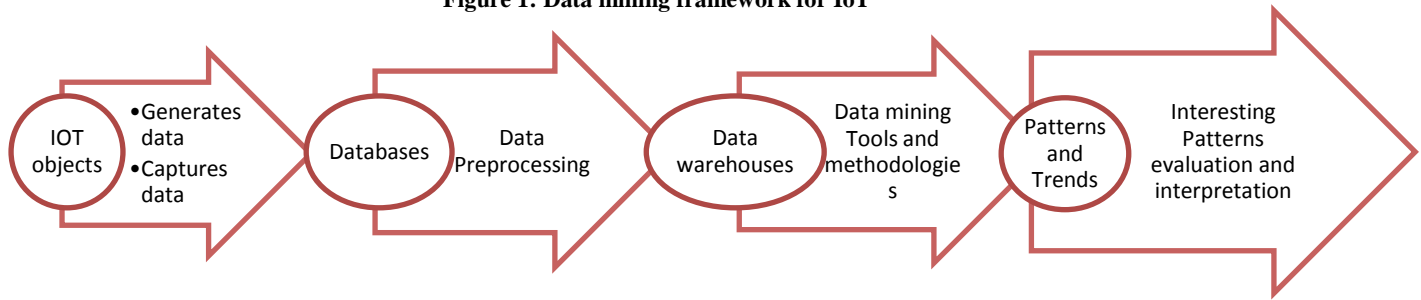 Figure 1: Data mining framework for IoT
IOT
objects
•Generates
data
•Captures
data
Databases
Data
Preprocessing
Data
warehouses
Data mining
Tools and
methodologie
s
Patterns
and
Trends
Interesting
Patterns
evaluation and
interpretation